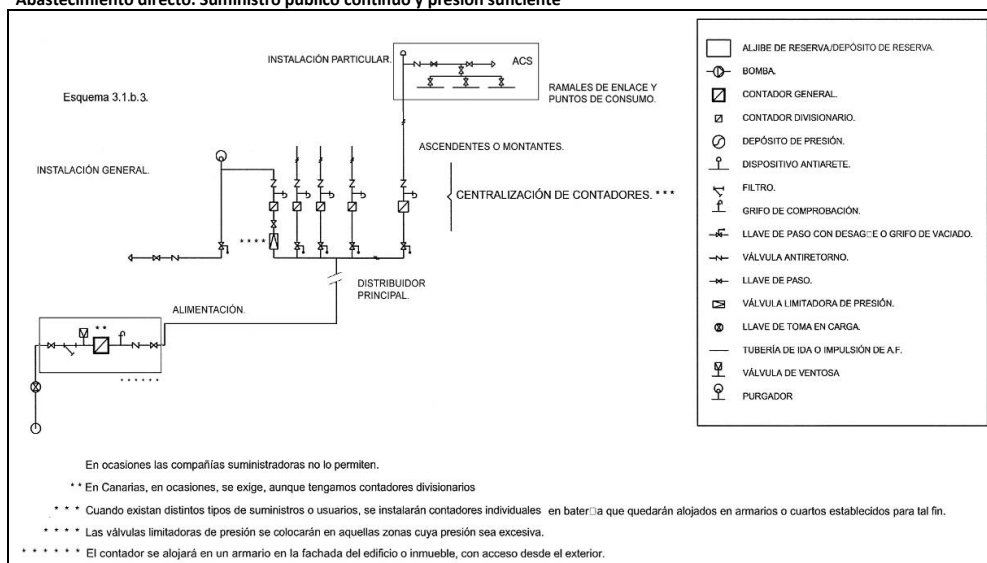 Abastecimiento directo. Suministro público continuo y presión suficiente
Esquema 3.1.b.3.
INSTALACIÓN PARTICULAR.
ACS
RAMALES DE ENLACE Y
PUNTOS DE CONSUMO.
ASCENDENTES O MONTANTES.
INSTALACIÓN GENERAL.
CENTRALIZACIÓN DE CONTADORES. * * *
* * * *
DISTRIBUIDOR
PRINCIPAL.
ALIMENTACIÓN.
* *
* * * * * *
ALJIBE DE RESERVA/DEPÓSITO DE RESERVA.
BOMBA.
CONTADOR GENERAL.
CONTADOR DIVISIONARIO.
DEPÓSITO DE PRESIÓN.
DISPOSITIVO ANTIARETE.
FILTRO.
GRIFO DE COMPROBACIÓN.
LLAVE DE PASO CON DESAG□E O GRIFO DE VACIADO.
VÁLVULA ANTIRETORNO.
LLAVE DE PASO.
VÁLVULA LIMITADORA DE PRESIÓN.
LLAVE DE TOMA EN CARGA.
TUBERÍA DE IDA O IMPULSIÓN DE A.F.
VÁLVULA DE VENTOSA
PURGADOR
En ocasiones las compañías suministradoras no lo permiten.
* * En Canarias, en ocasiones, se exige, aunque tengamos contadores divisionarios
* * * Cuando existan distintos tipos de suministros o usuarios, se instalarán contadores individuales en bater□a que quedarán alojados en armarios o cuartos establecidos para tal fin.
* * * * Las válvulas limitadoras de presión se colocarán en aquellas zonas cuya presión sea excesiva.
* * * * * * El contador se alojará en un armario en la fachada del edificio o inmueble, con acceso desde el exterior.